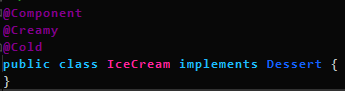 @Component
@Creamy
@Cold
public class IceCream implements Dessert {
}